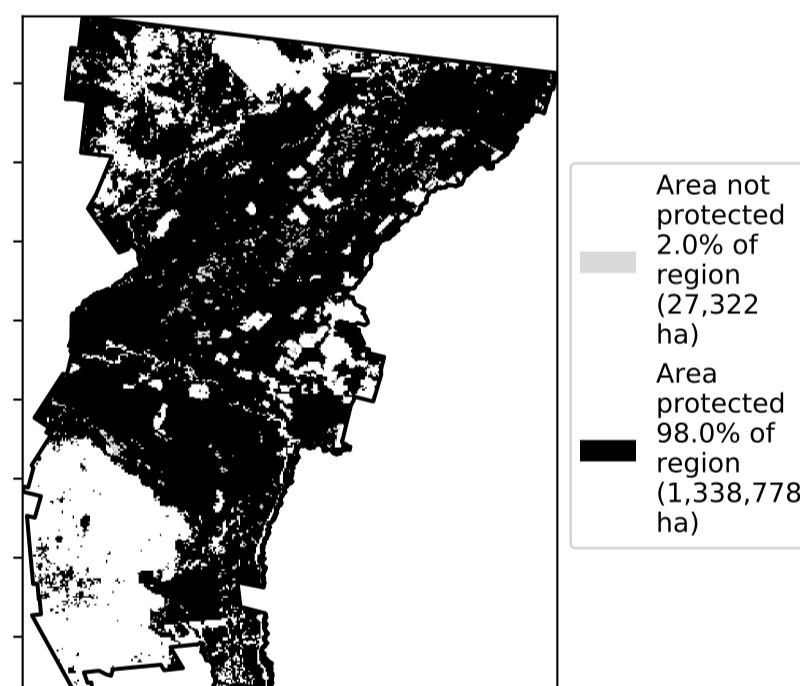 Area not
protected
2.0% of
region
(27,322
ha)
Area
protected
98.0% of
region
(1,338,778
ha)